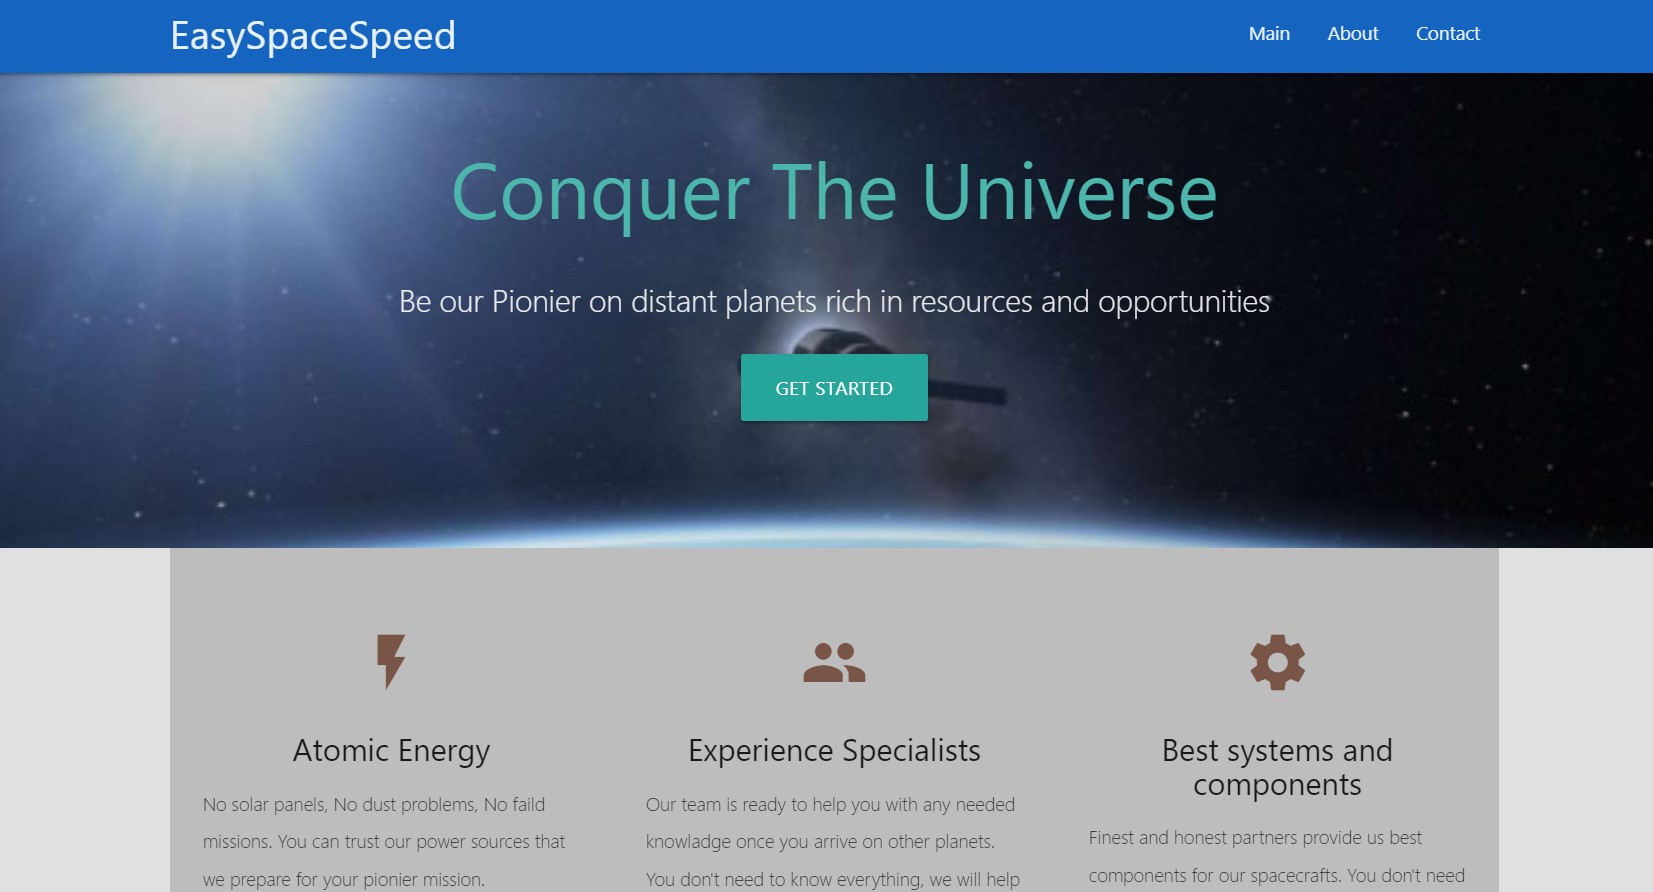 EasySpaceSpeed
Main
About
Contact
Conquer The Universe
Be our Pionier on distant planets rich in resources and opportunities
GET STARTED
Atomic Energy
No solar panels, No dust problems, No faild
missions. You can trust our power sources that
we prepare for your pionier mission.
Experience Specialists
Our team is ready to help you with any needed
knowladge once you arrive on other planets.
You don't need to know everything, we will help
Best systems and
components
Finest and honest partners provide us best
components for our spacecrafts. You don't need